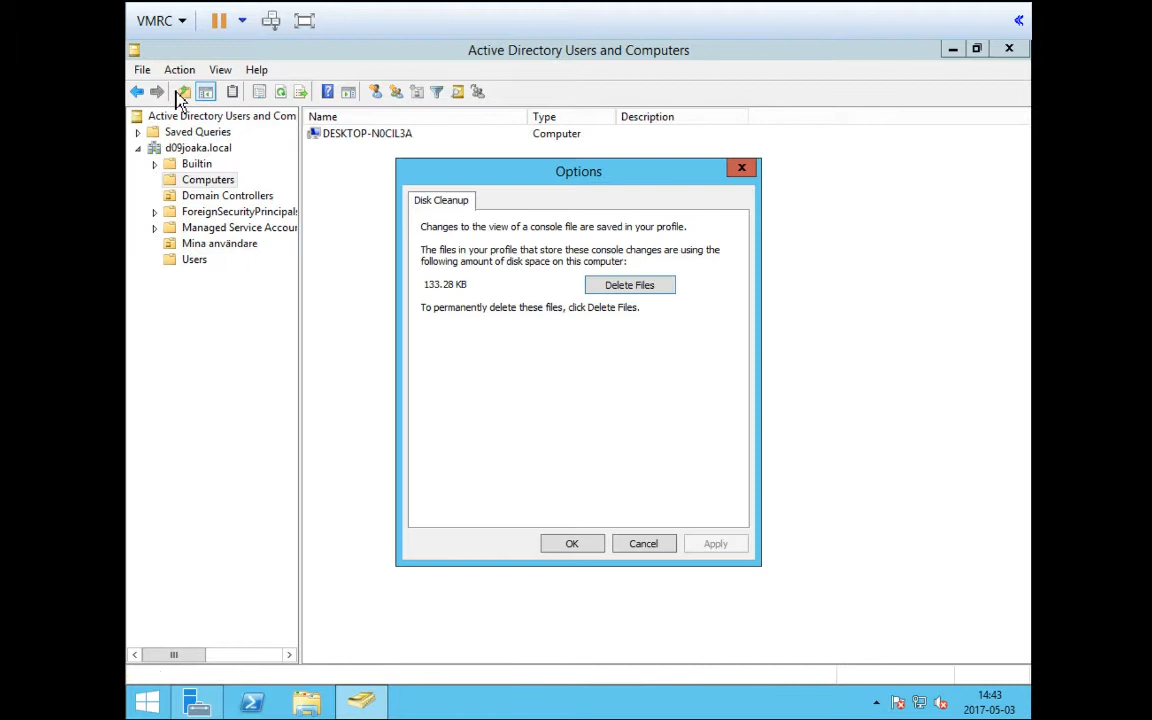 VMRC
Active Directory Users and Computers
File Action View Help
Active Directory Users and Com
Saved Queries
d09joaka.local
Builtin
Computers
Domain Controllers
ForeignSecurityPrincipals
Managed Service Accour
Mina användare
Users
Name Type Description
DESKTOP-N0CIL3A Computer
Options
Disk Cleanup
Changes to the view of a console file are saved in your profile.
The files in your profile that store these console changes are using the
following amount of disk space on this computer:
133.28 KB Delete Files
To permanently delete these files, click Delete Files.
OK Cancel Apply
14:43
2017-05-03